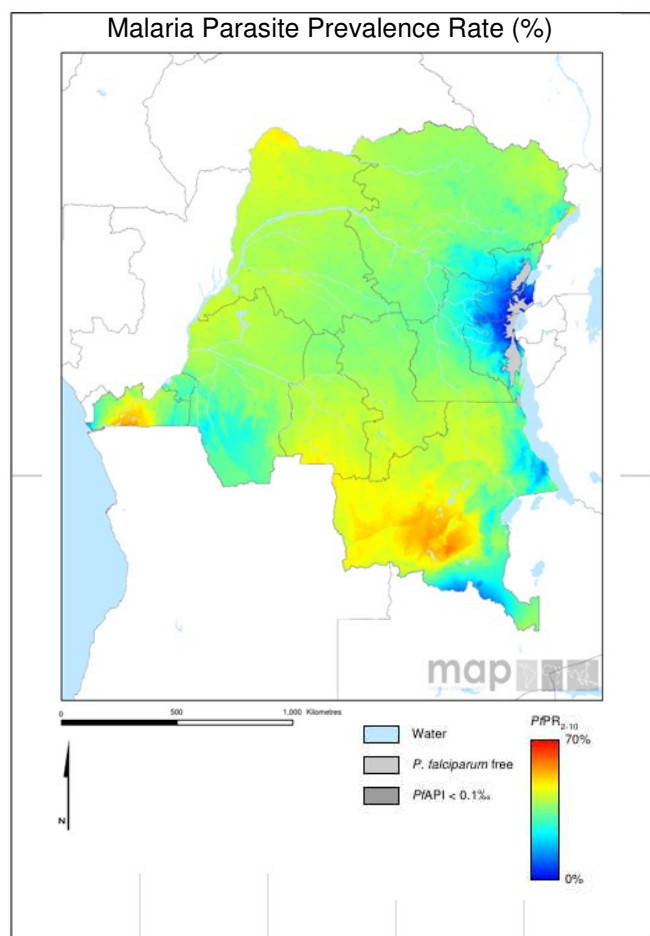 Malaria Parasite Prevalence Rate (%)
map
0 500 1,000 Kilometres
N
Water
P. falciparum free
PfAPI < 0.1‰
PfPR2-10
70%
0%